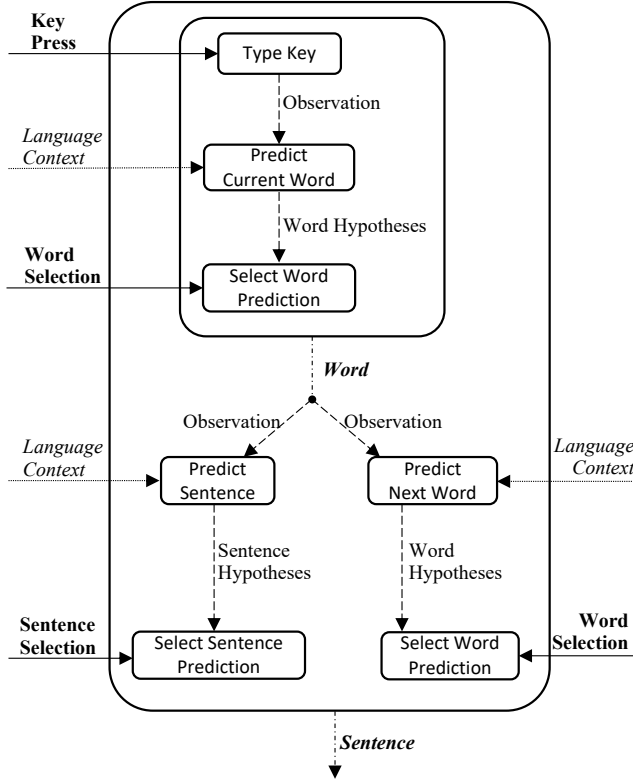 Key
Press
Type Key
Observation
Language
Context
Predict
Current Word
Word Hypotheses
Word
Selection
Select Word
Prediction
Word
Observation
Observation
Language
Context
Predict
Sentence
Predict
Next Word
Language
Context
Sentence
Hypotheses
Word
Hypotheses
Sentence
Selection
Select Sentence
Prediction
Select Word
Prediction
Word
Selection
Sentence